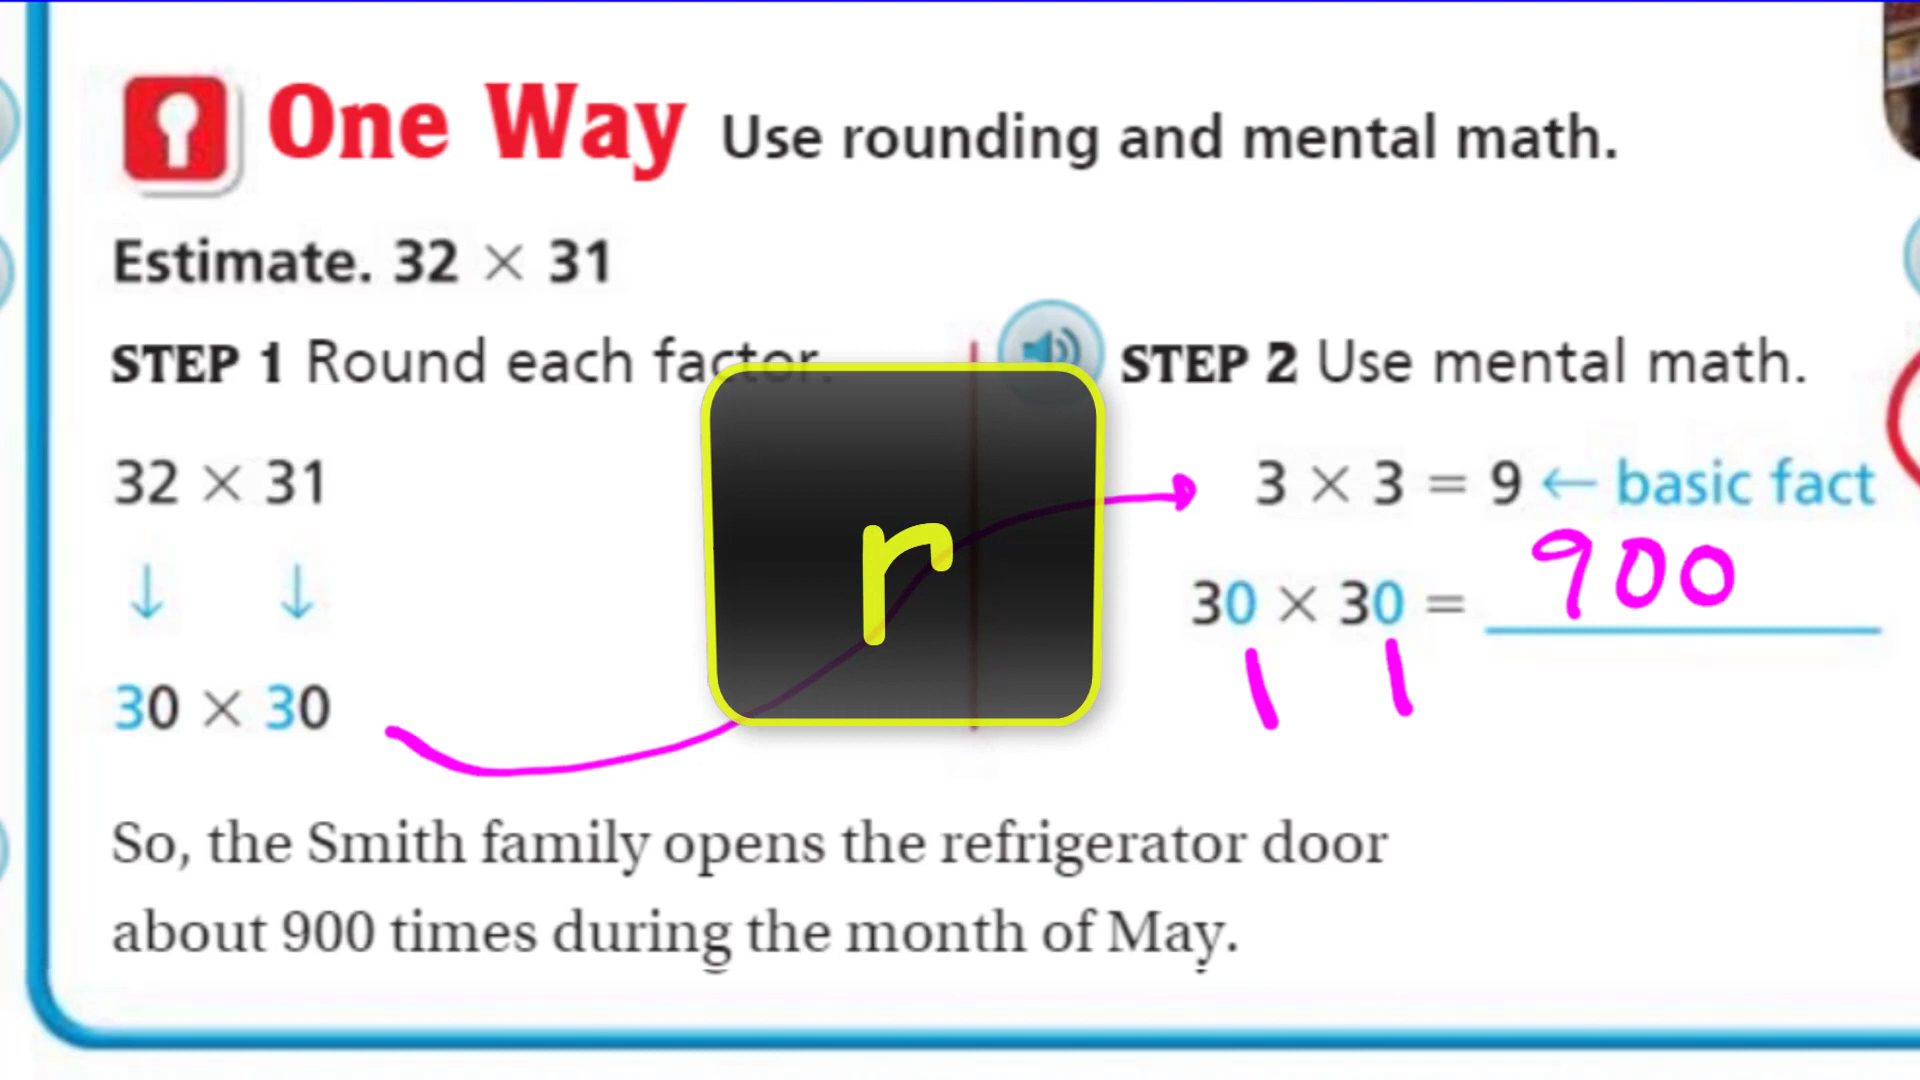 One Way Use rounding and mental math.
Estimate. 32 × 31
STEP 1 Round each factor.
32 × 31
↓ ↓
30 × 30
r
STEP 2 Use mental math.
3 × 3 = 9 ← basic fact
30 × 30 = 900
So, the Smith family opens the refrigerator door
about 900 times during the month of May.